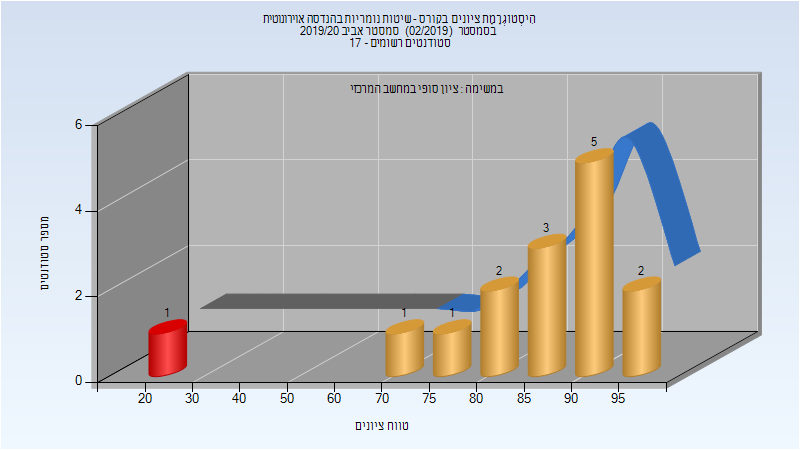 היסטוגרמת ציונים בקורס - שיטות נומריות בהנדסה אוירונוטית
בסמסטר (02/2019) סמסטר אביב 2019/20
סטודנטים רשומים - 17
במשימה : ציון סופי במחשב המרכזי
מספר סטודנטים
6
4
2
0
1
1
1
2
3
5
2
20 30 40 50 60 70 75 80 85 90 95
טווח ציונים